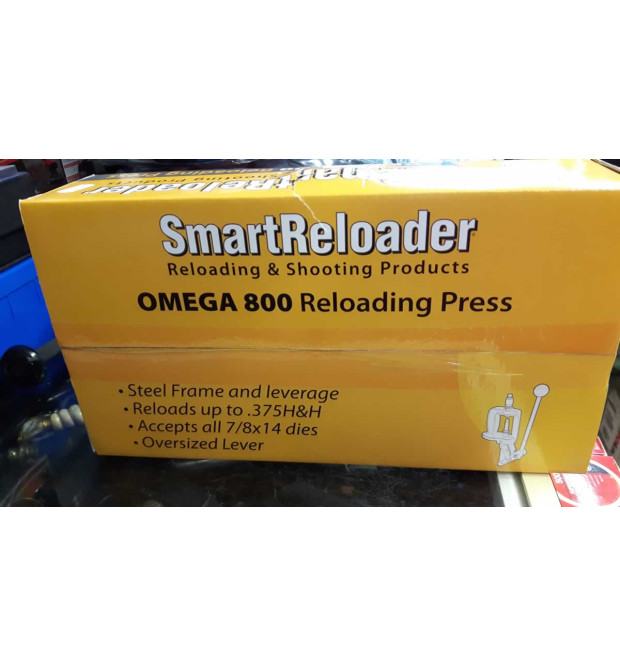 SmartReloader
Reloading & Shooting Products
OMEGA 800 Reloading Press
• Steel Frame and leverage
• Reloads up to .375H&H
• Accepts all 7/8x14 dies
• Oversized Lever